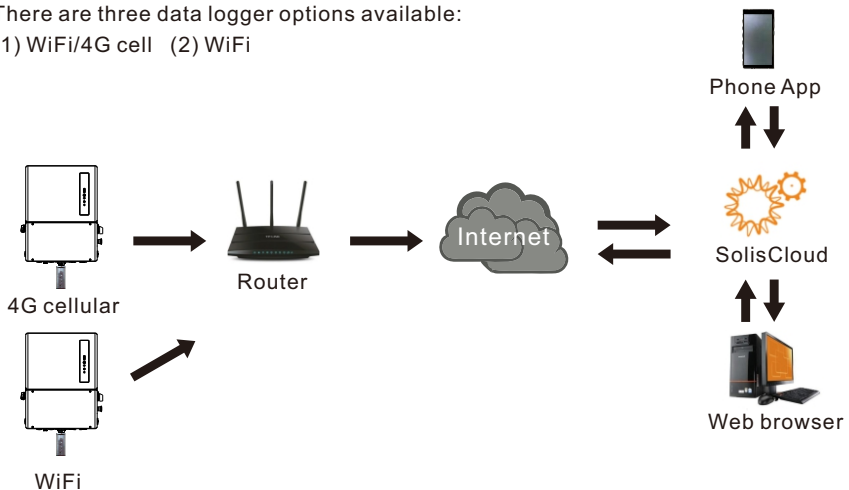 There are three data logger options available:
1) WiFi/4G cell (2) WiFi
Phone App
Internet
SolisCloud
Router
4G cellular
Web browser
WiFi